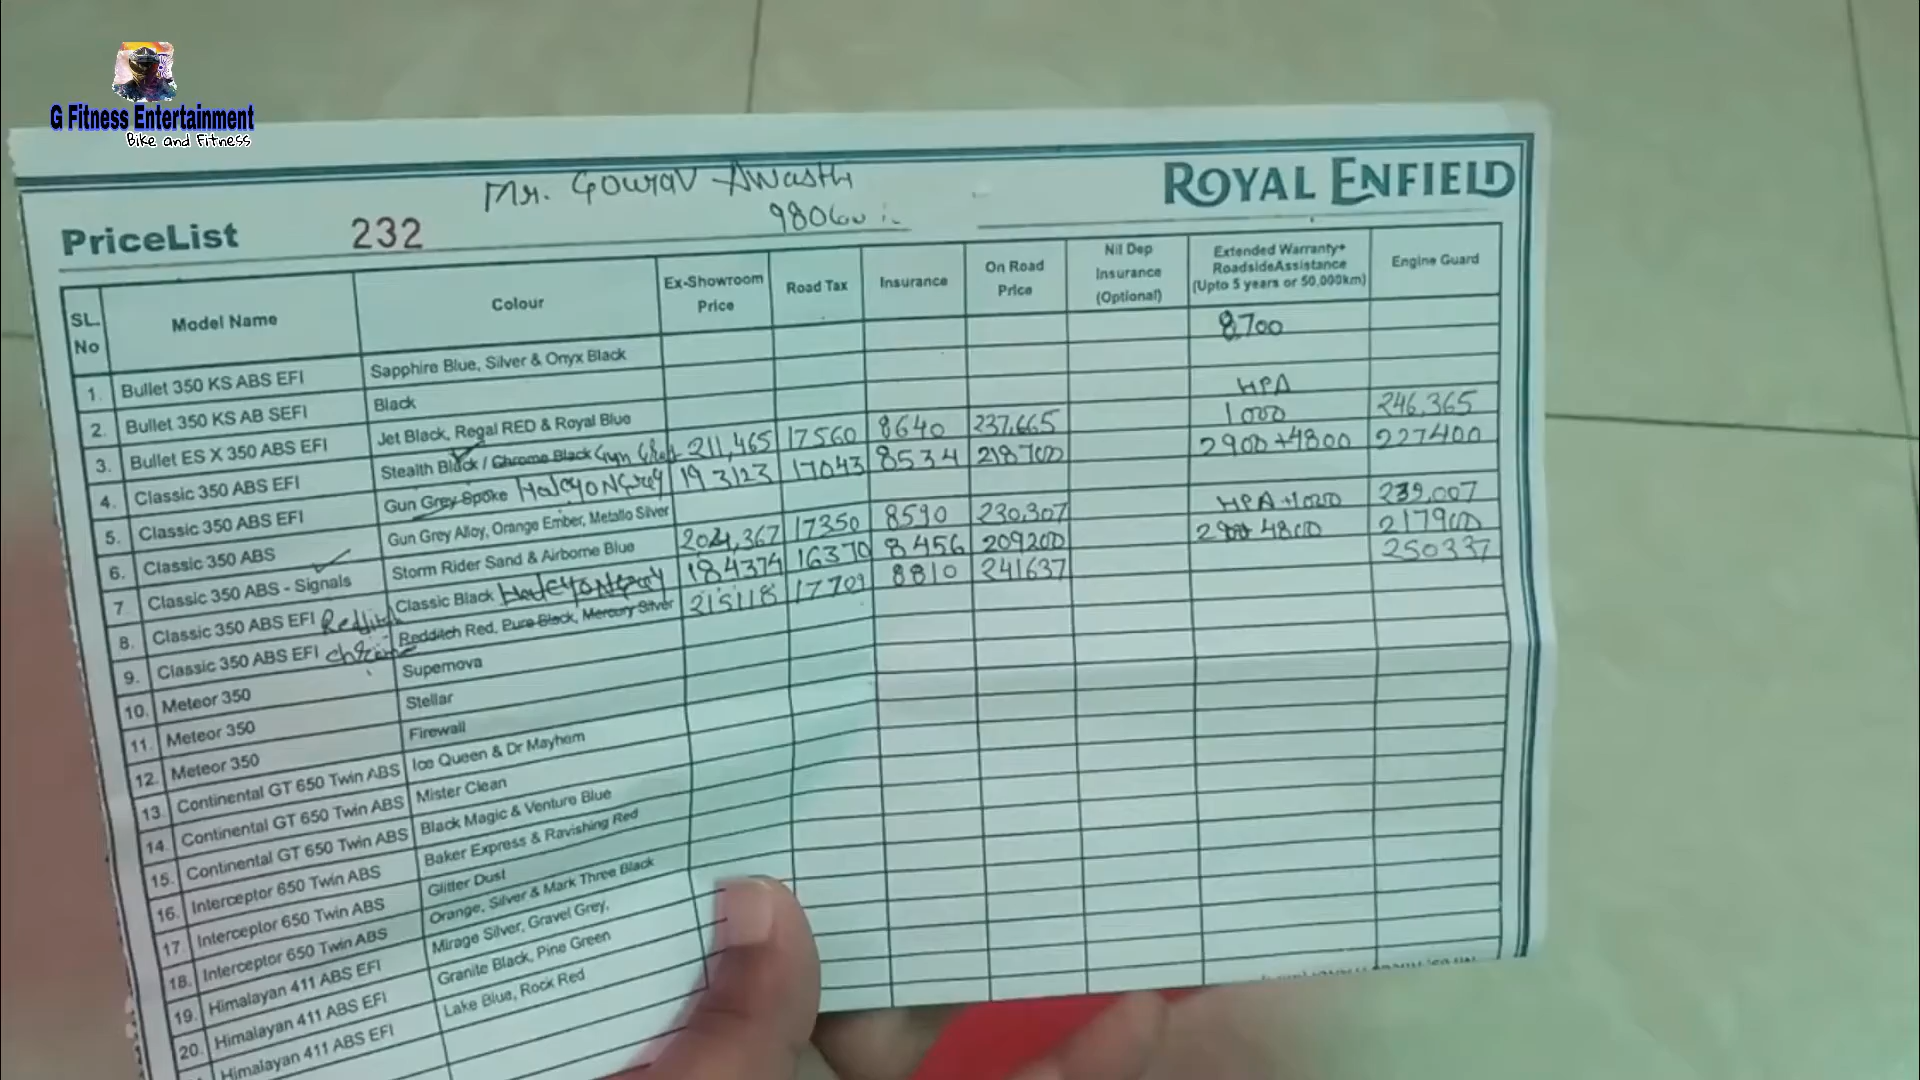 G Fitness Entertainment
Bike and Fitness
Mr. Gourav Awasthi
ROYAL ENFIELD
PriceList 232
SL. No Model Name Colour Ex-Showroom Price Road Tax Insurance On Road Price Nil Dep Insurance (Optional) Extended Warranty+ RoadsideAssistance (Upto 5 years or 50,000km) Engine Guard
8700
1. Bullet 350 KS ABS EFI Sapphire Blue, Silver & Onyx Black
2. Bullet 350 KS AB SEFI Black HPA
3. Bullet ES X 350 ABS EFI Jet Black, Regal RED & Royal Blue 1000 246,365
4. Classic 350 ABS EFI Stealth Black / Chrome Black Gun 211,465 17560 8640 237,665 2900+4800 227400
5. Classic 350 ABS EFI Gun Grey Spoke Halcyon Grey 193123 17043 8534 218700
6. Classic 350 ABS Gun Grey Alloy, Orange Ember, Metallo Silver HPA +1000 239,007
7. Classic 350 ABS - Signals Storm Rider Sand & Airborne Blue 204,367 17350 8590 230,307 4800 217900
8. Classic 350 ABS EFI Redditch Classic Black Halcyon Grey 184374 16370 8456 209200 250337
9. Classic 350 ABS EFI chrome Redditch Red, Pure Black, Mercury Silver 215118 17709 8810 241637
10. Meteor 350 Supernova
11. Meteor 350 Stellar
12. Meteor 350 Firewall
13. Continental GT 650 Twin ABS Ice Queen & Dr Mayhem
14. Continental GT 650 Twin ABS Mister Clean
15. Continental GT 650 Twin ABS Black Magic & Venture Blue
16. Interceptor 650 Twin ABS Baker Express & Ravishing Red
17. Interceptor 650 Twin ABS Glitter Dust
18. Interceptor 650 Twin ABS Orange, Silver & Mark Three Black
19. Himalayan 411 ABS EFI Mirage Silver, Gravel Grey,
20. Himalayan 411 ABS EFI Granite Black, Pine Green
Himalayan 411 ABS EFI Lake Blue, Rock Red